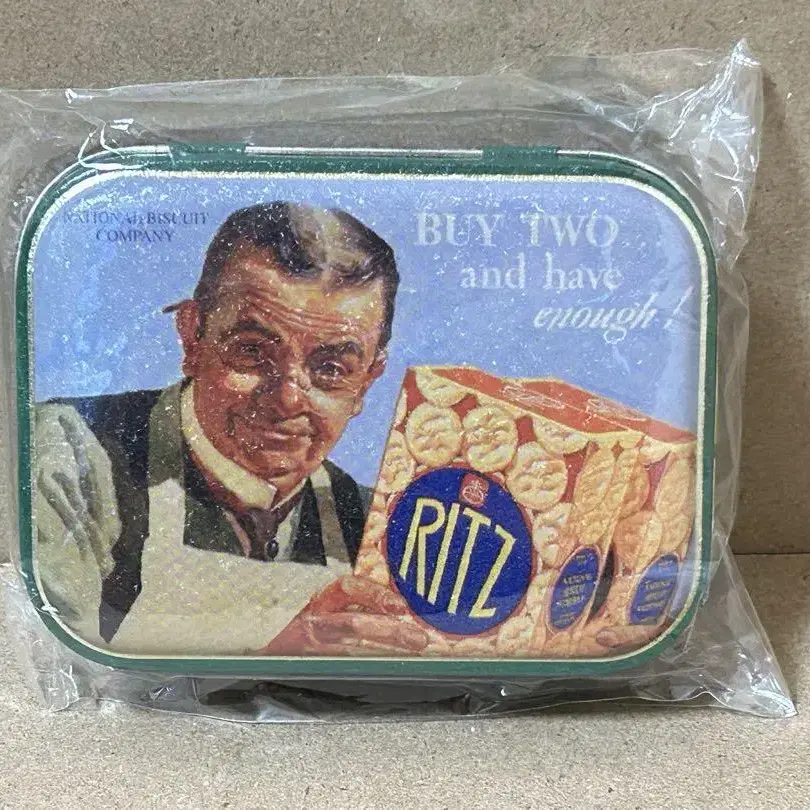 NATIONAL BISCUIT
COMPANY
BUY TWO
and have
enough!
RITZ